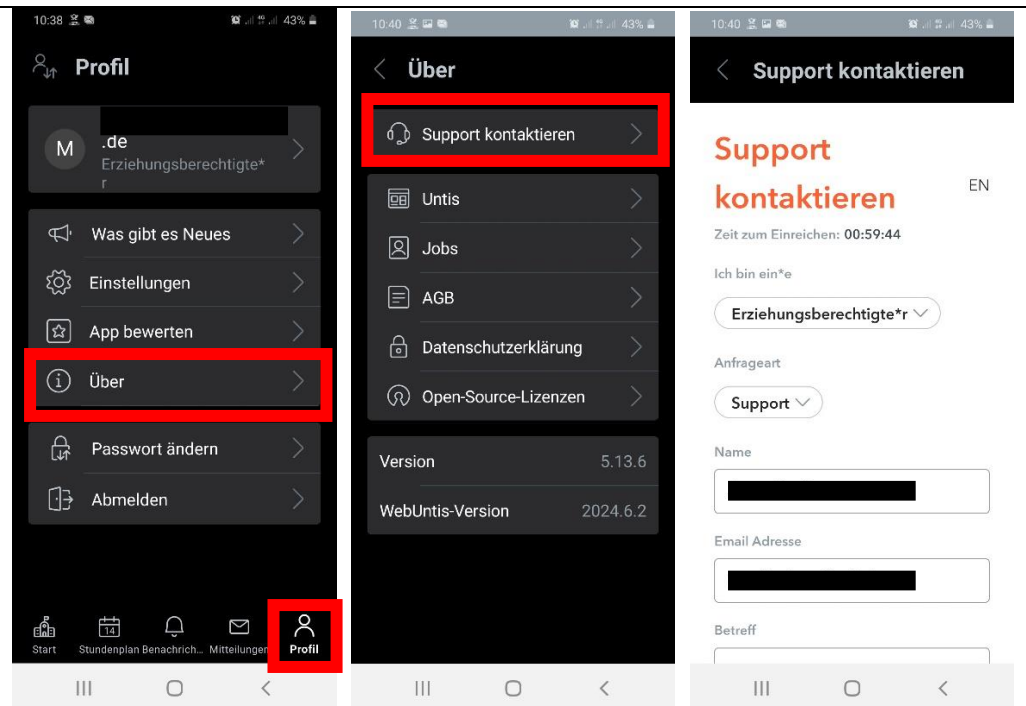 10:38
43%
Profil
M
.de
Erziehungsberechtigte*
r
Was gibt es Neues
Einstellungen
App bewerten
Über
Passwort ändern
Abmelden
14
Start
Stundenplan
Benachrich...
Mitteilungen
Profil
10:40
43%
Über
Support kontaktieren
Untis
Jobs
AGB
Datenschutzerklärung
Open-Source-Lizenzen
Version 5.13.6
WebUntis-Version 2024.6.2
10:40
43%
Support kontaktieren
Support
kontaktieren
EN
Zeit zum Einreichen: 00:59:44
Ich bin ein*e
Erziehungsberechtigte*r
Anfrageart
Support
Name
Email Adresse
Betreff